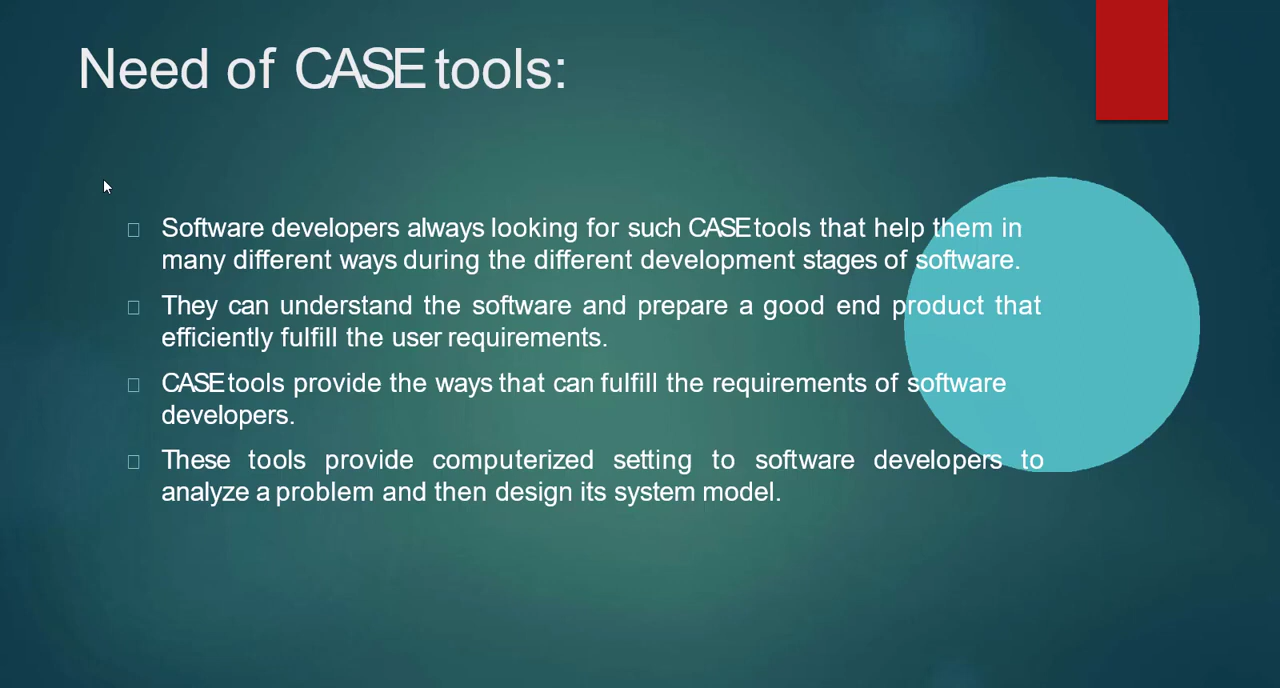 Need of CASE tools:
Software developers always looking for such CASE tools that help them in
many different ways during the different development stages of software.
They can understand the software and prepare a good end product that
efficiently fulfill the user requirements.
CASE tools provide the ways that can fulfill the requirements of software
developers.
These tools provide computerized setting to software developers to
analyze a problem and then design its system model.